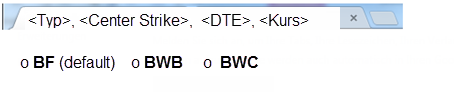 <Typ>, <Center Strike>, <DTE>, <Kurs> ×
o BF (default) o BWB o BWC